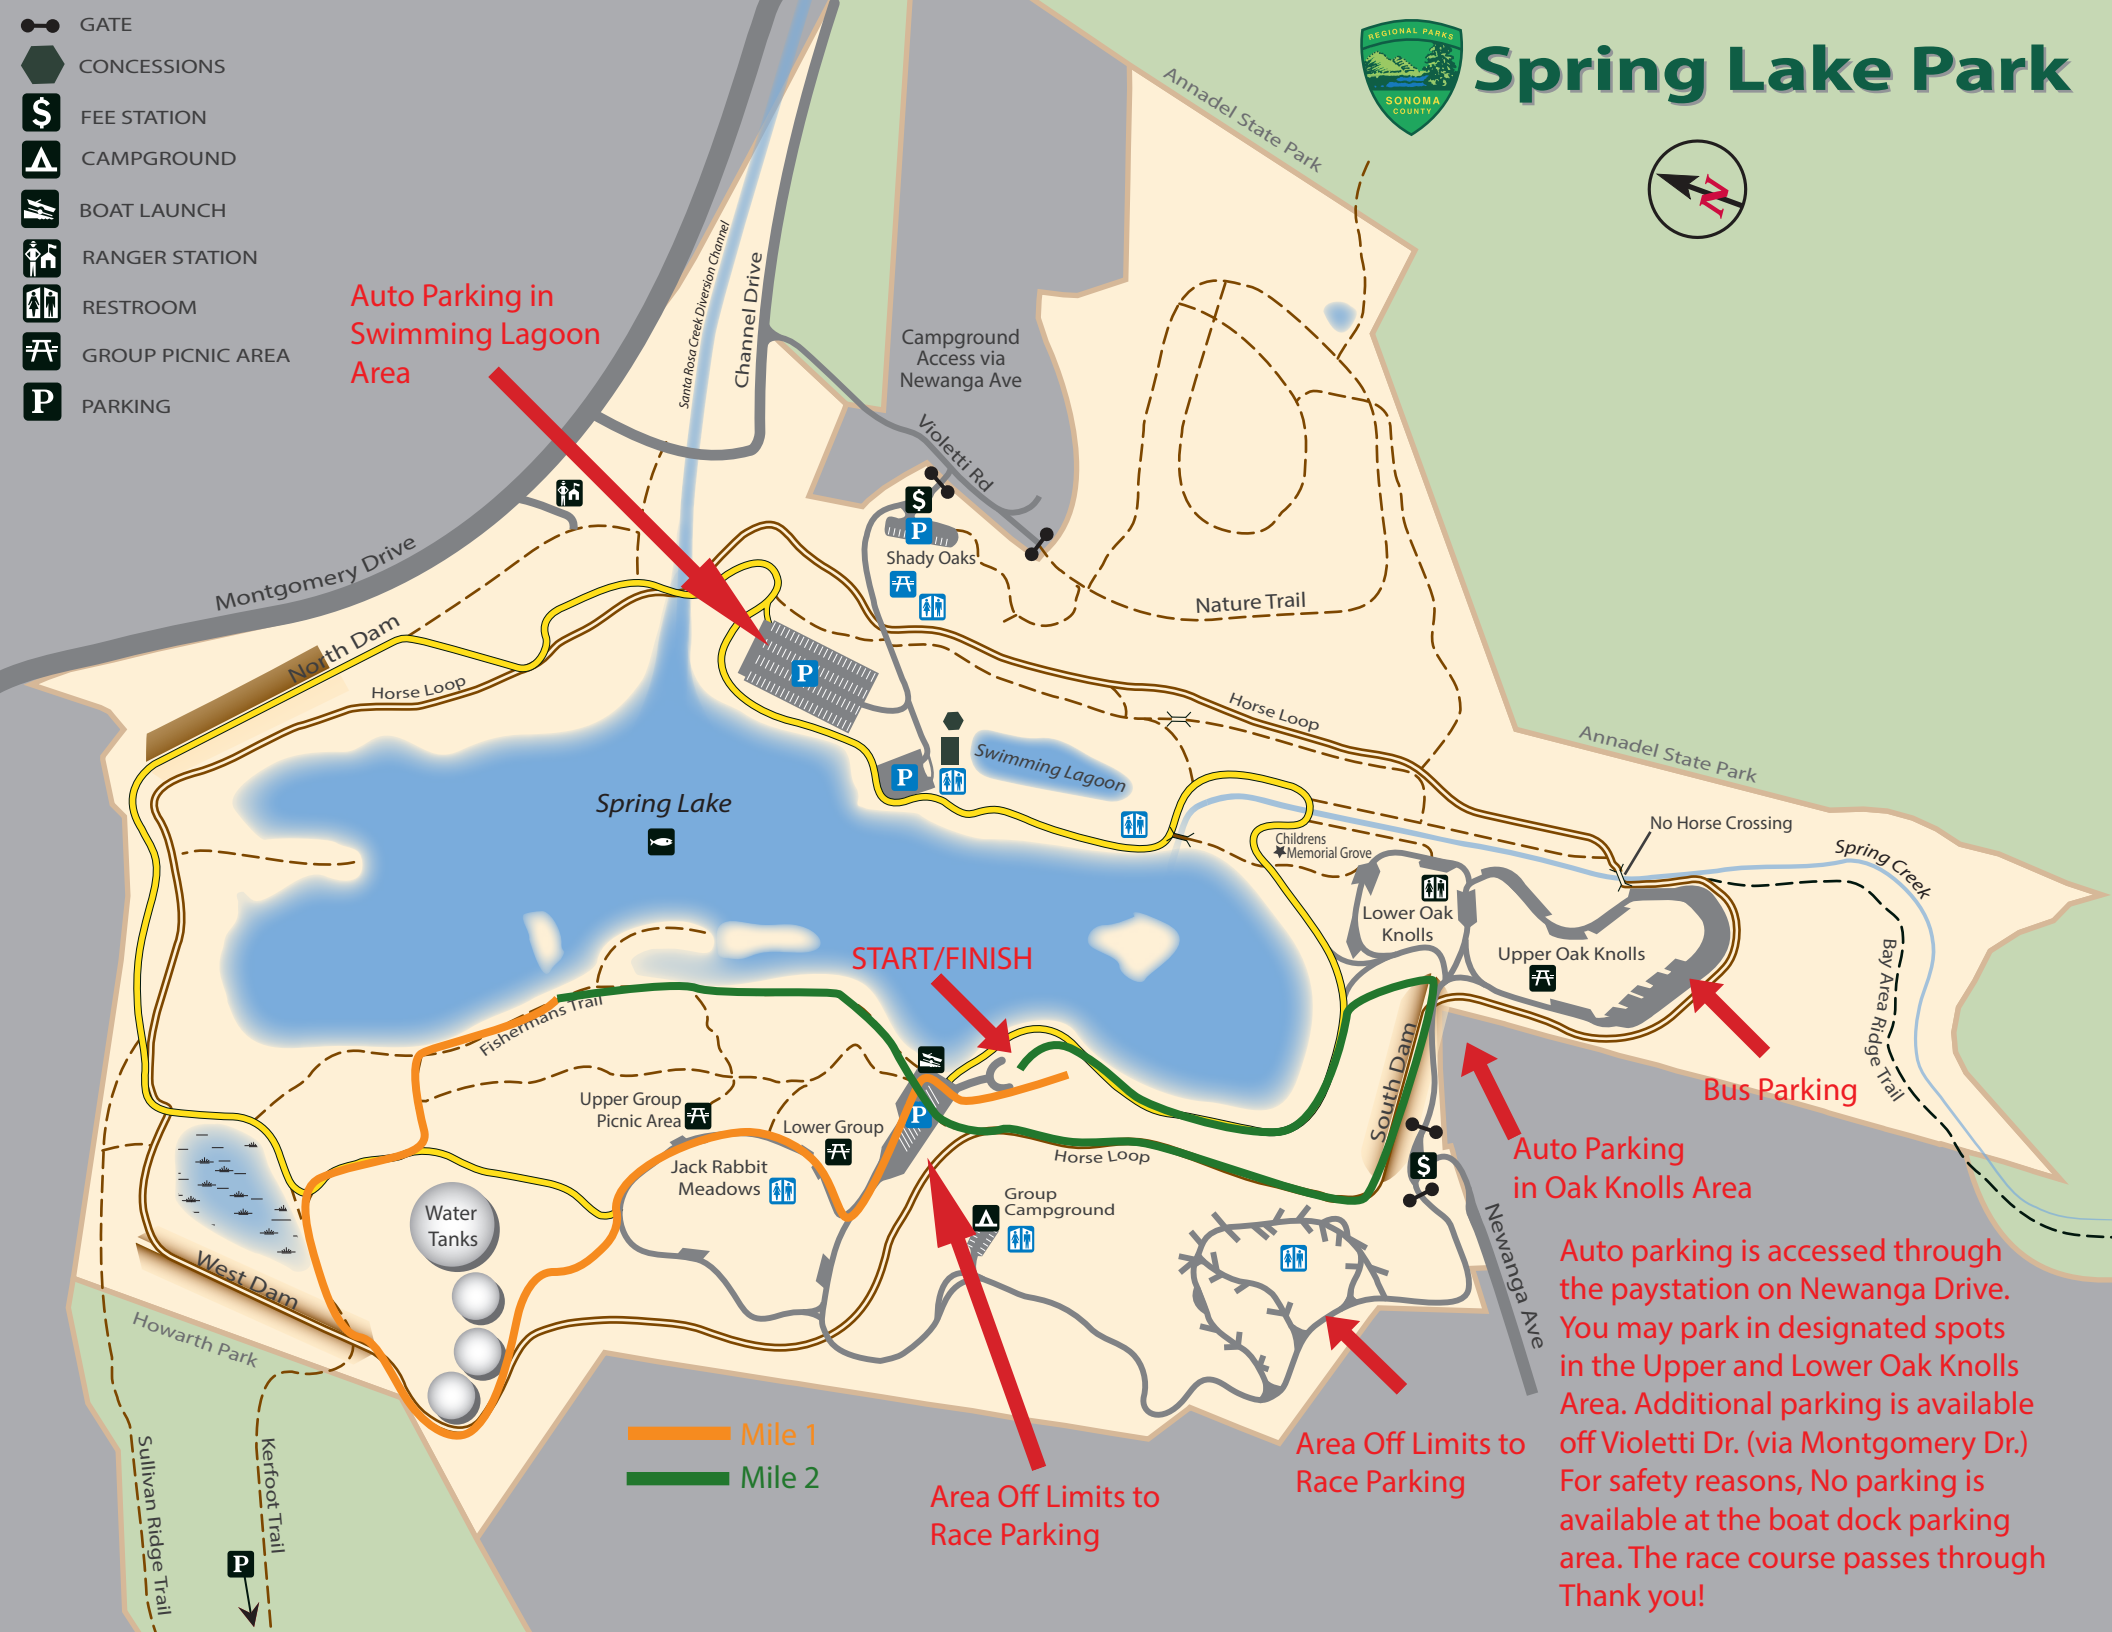 GATE
CONCESSIONS
$ FEE STATION
CAMPGROUND
BOAT LAUNCH
RANGER STATION
RESTROOM
GROUP PICNIC AREA
P PARKING
REGIONAL PARKS
SONOMA
COUNTY
Spring Lake Park
N
Annadel State Park
Santa Rosa Creek Diversion Channel
Channel Drive
Auto Parking in
Swimming Lagoon
Area
Campground
Access via
Newanga Ave
Violetti Rd
$
P
Shady Oaks
Montgomery Drive
North Dam
Horse Loop
Nature Trail
P
Horse Loop
Annadel State Park
Swimming Lagoon
P
Spring Lake
No Horse Crossing
Childrens
Memorial Grove
Spring Creek
Lower Oak
Knolls
Upper Oak Knolls
START/FINISH
Bay Area Ridge Trail
Fishermans Trail
South Dam
Bus Parking
Upper Group
Picnic Area
Lower Group
P
Jack Rabbit
Meadows
Horse Loop
$
Auto Parking
in Oak Knolls Area
Group
Campground
Water
Tanks
West Dam
Newanga Ave
Howarth Park
Auto parking is accessed through
the paystation on Newanga Drive.
You may park in designated spots
in the Upper and Lower Oak Knolls
Area. Additional parking is available
off Violetti Dr. (via Montgomery Dr.)
For safety reasons, No parking is
available at the boat dock parking
area. The race course passes through
Thank you!
Mile 1
Mile 2
Area Off Limits to
Race Parking
Area Off Limits to
Race Parking
Sullivan Ridge Trail
Kerfoot Trail
P